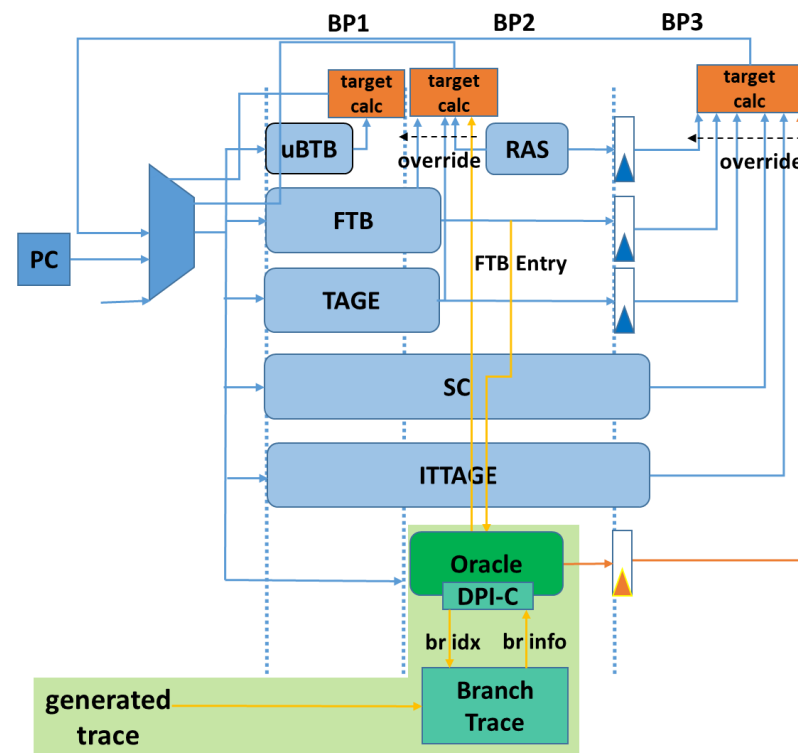 BP1
BP2
BP3
target
calc
target
calc
target
calc
uBTB
override
RAS
override
FTB
PC
FTB Entry
TAGE
SC
ITTAGE
Oracle
DPI-C
br idx
br info
generated
trace
Branch
Trace